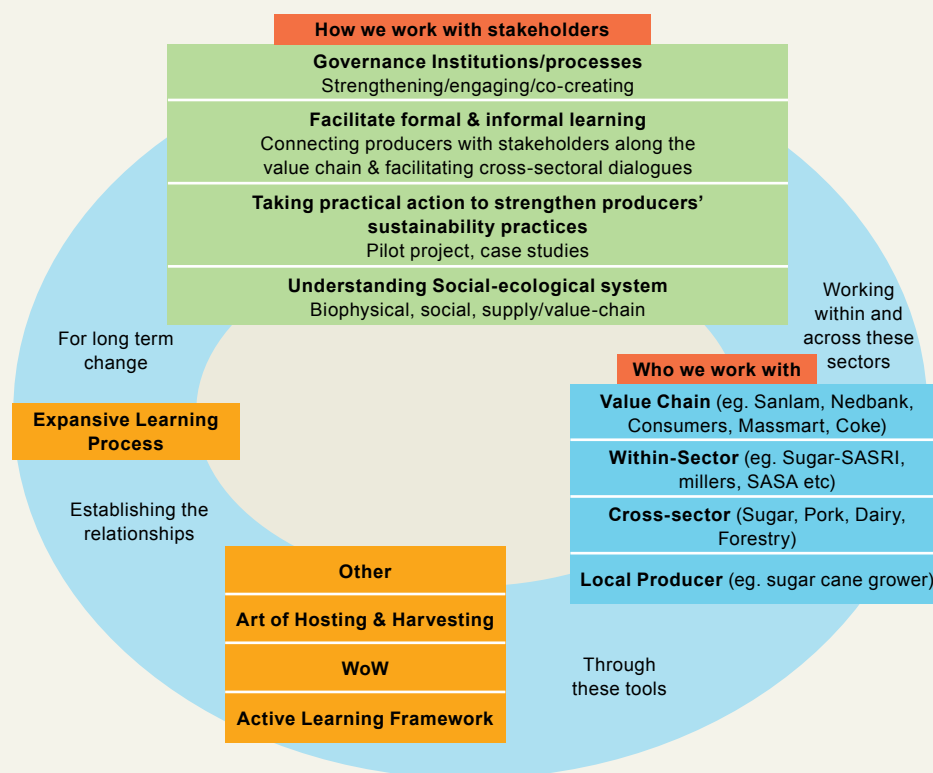 How we work with stakeholders
Governance Institutions/processes
Strengthening/engaging/co-creating
Facilitate formal & informal learning
Connecting producers with stakeholders along the
value chain & facilitating cross-sectoral dialogues
Taking practical action to strengthen producers’
sustainability practices
Pilot project, case studies
Understanding Social-ecological system
Biophysical, social, supply/value-chain
Working
within and
across these
sectors
Who we work with
Value Chain (eg. Sanlam, Nedbank,
Consumers, Massmart, Coke)
Within-Sector (eg. Sugar-SASRI,
millers, SASA etc)
Cross-sector (Sugar, Pork, Dairy,
Forestry)
Local Producer (eg. sugar cane grower)
Through
these tools
Other
Art of Hosting & Harvesting
WoW
Active Learning Framework
Establishing the
relationships
Expansive Learning
Process
For long term
change